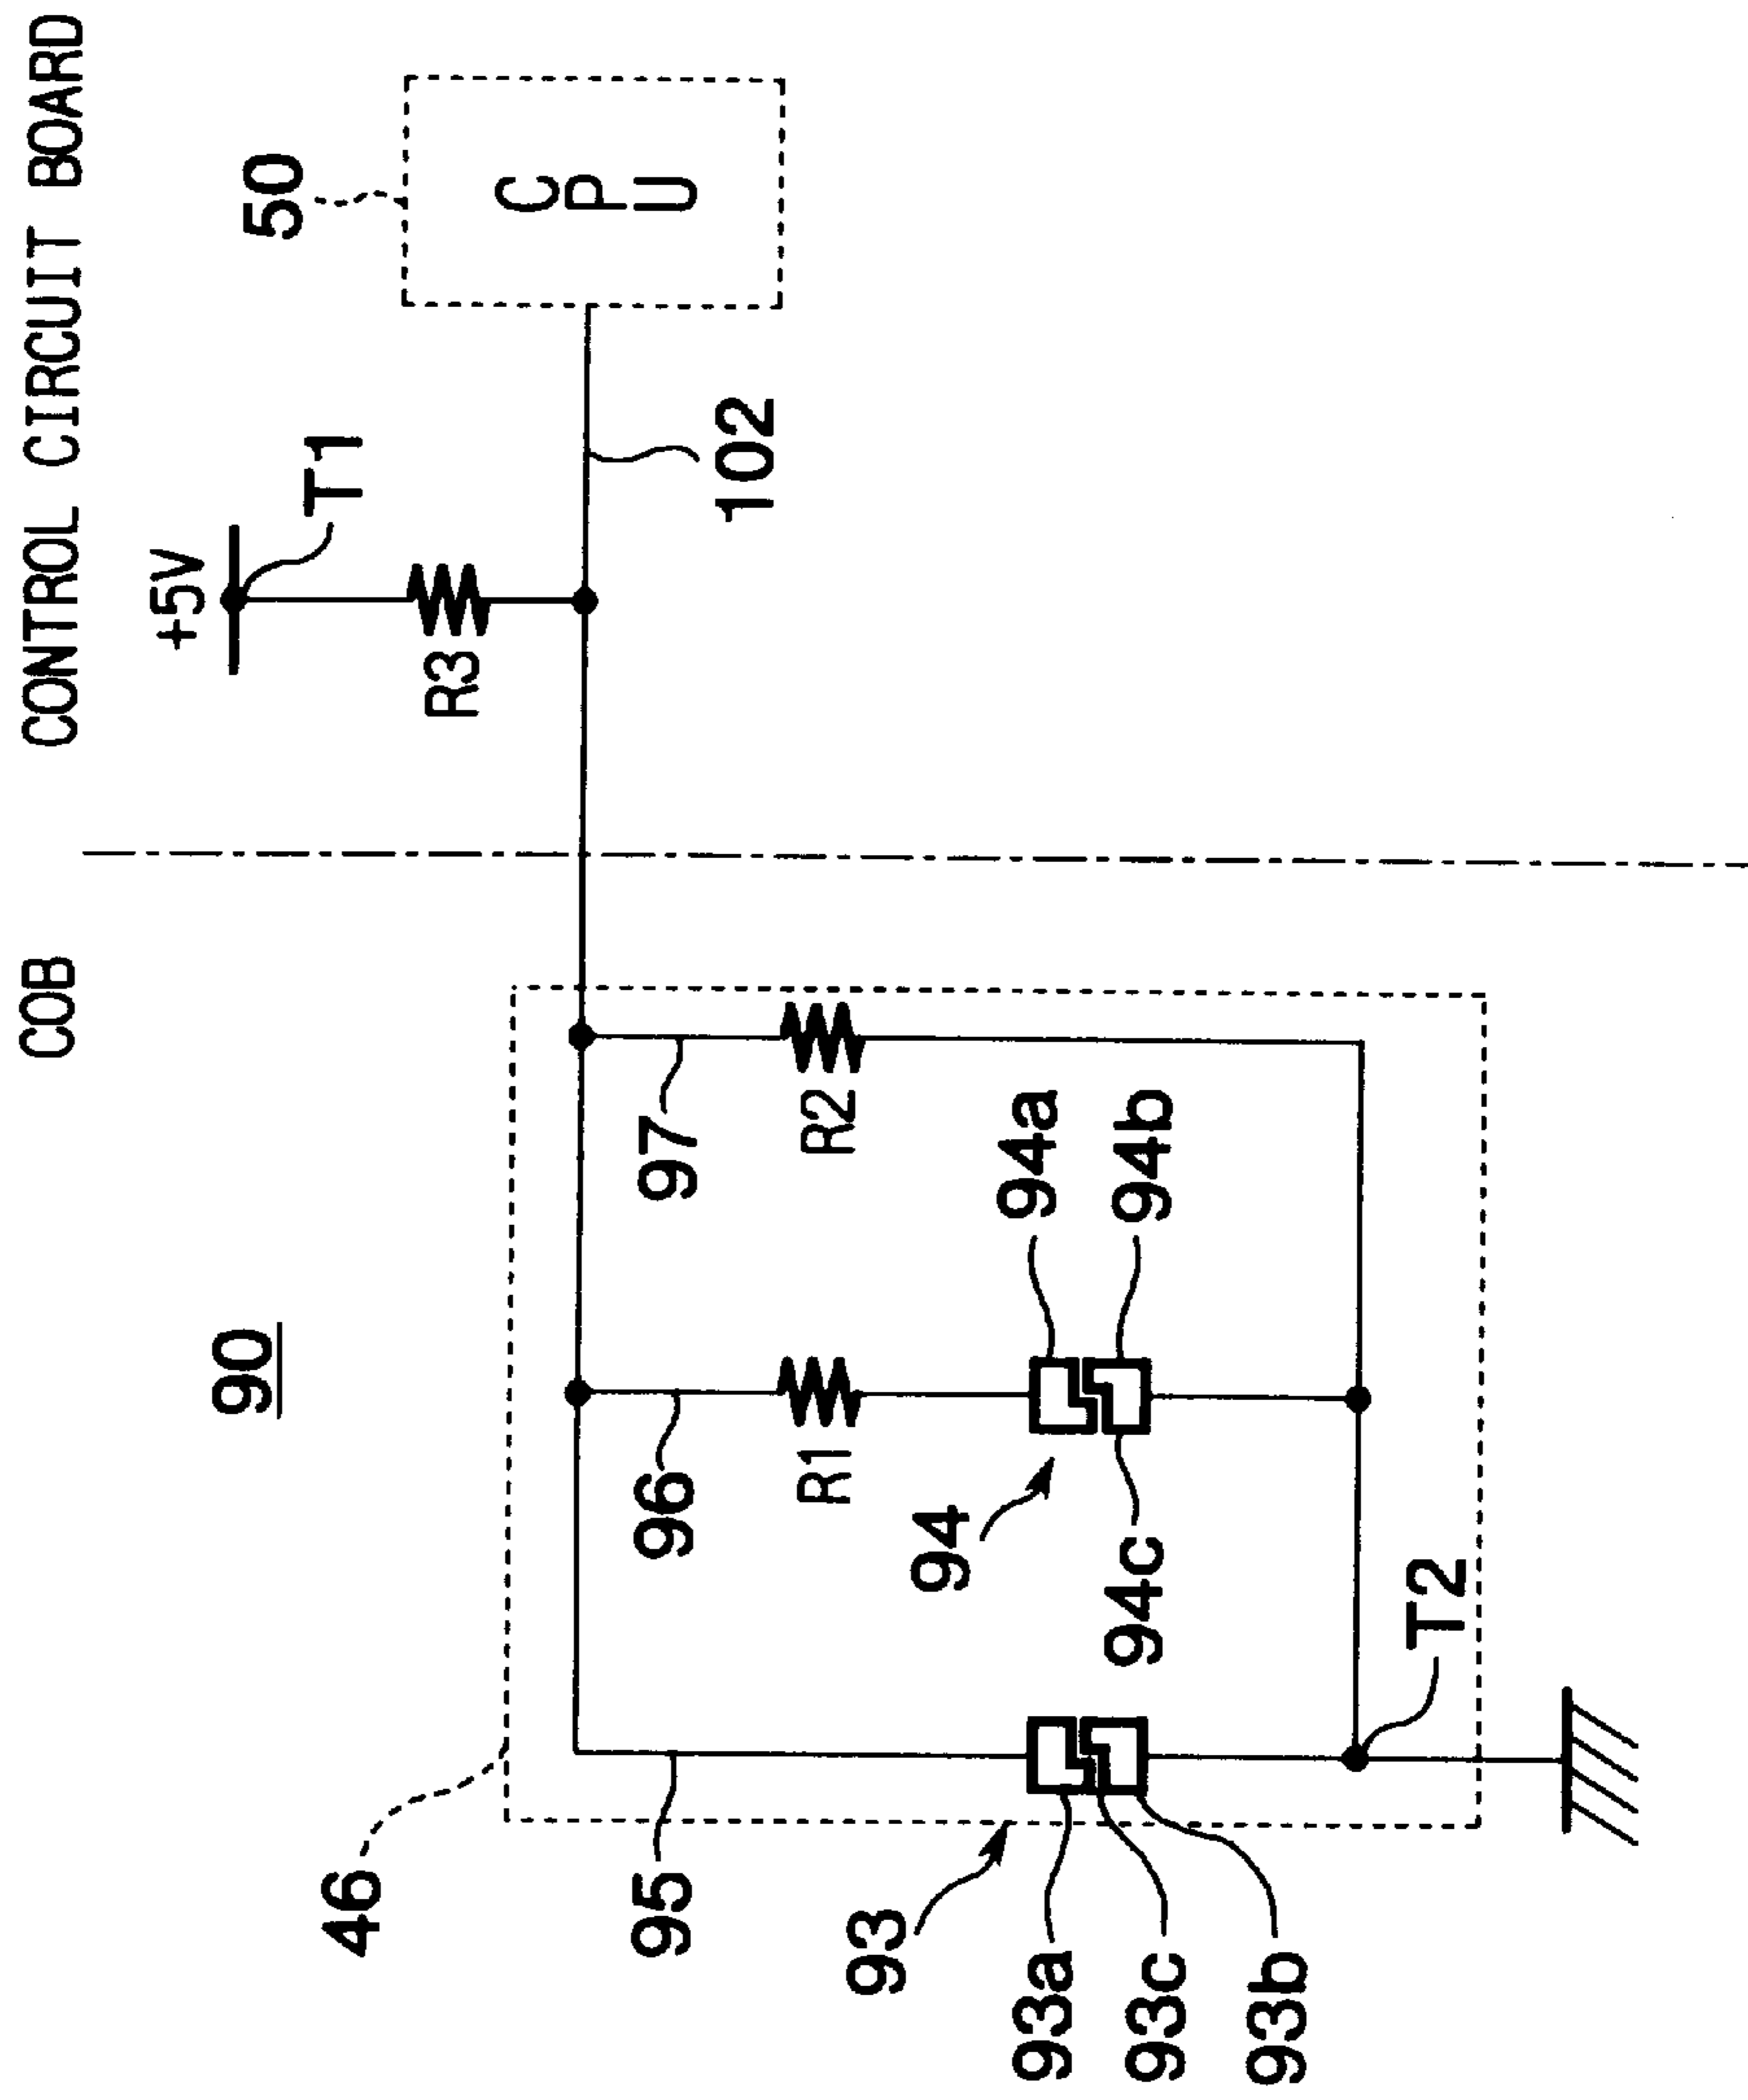 COB
CONTROL CIRCUIT BOARD
90
+5V
T1
50
46
R3
CPU
95
96
97
102
R1
R2
93
94
93a
94a
93c
94c
94b
93b
T2